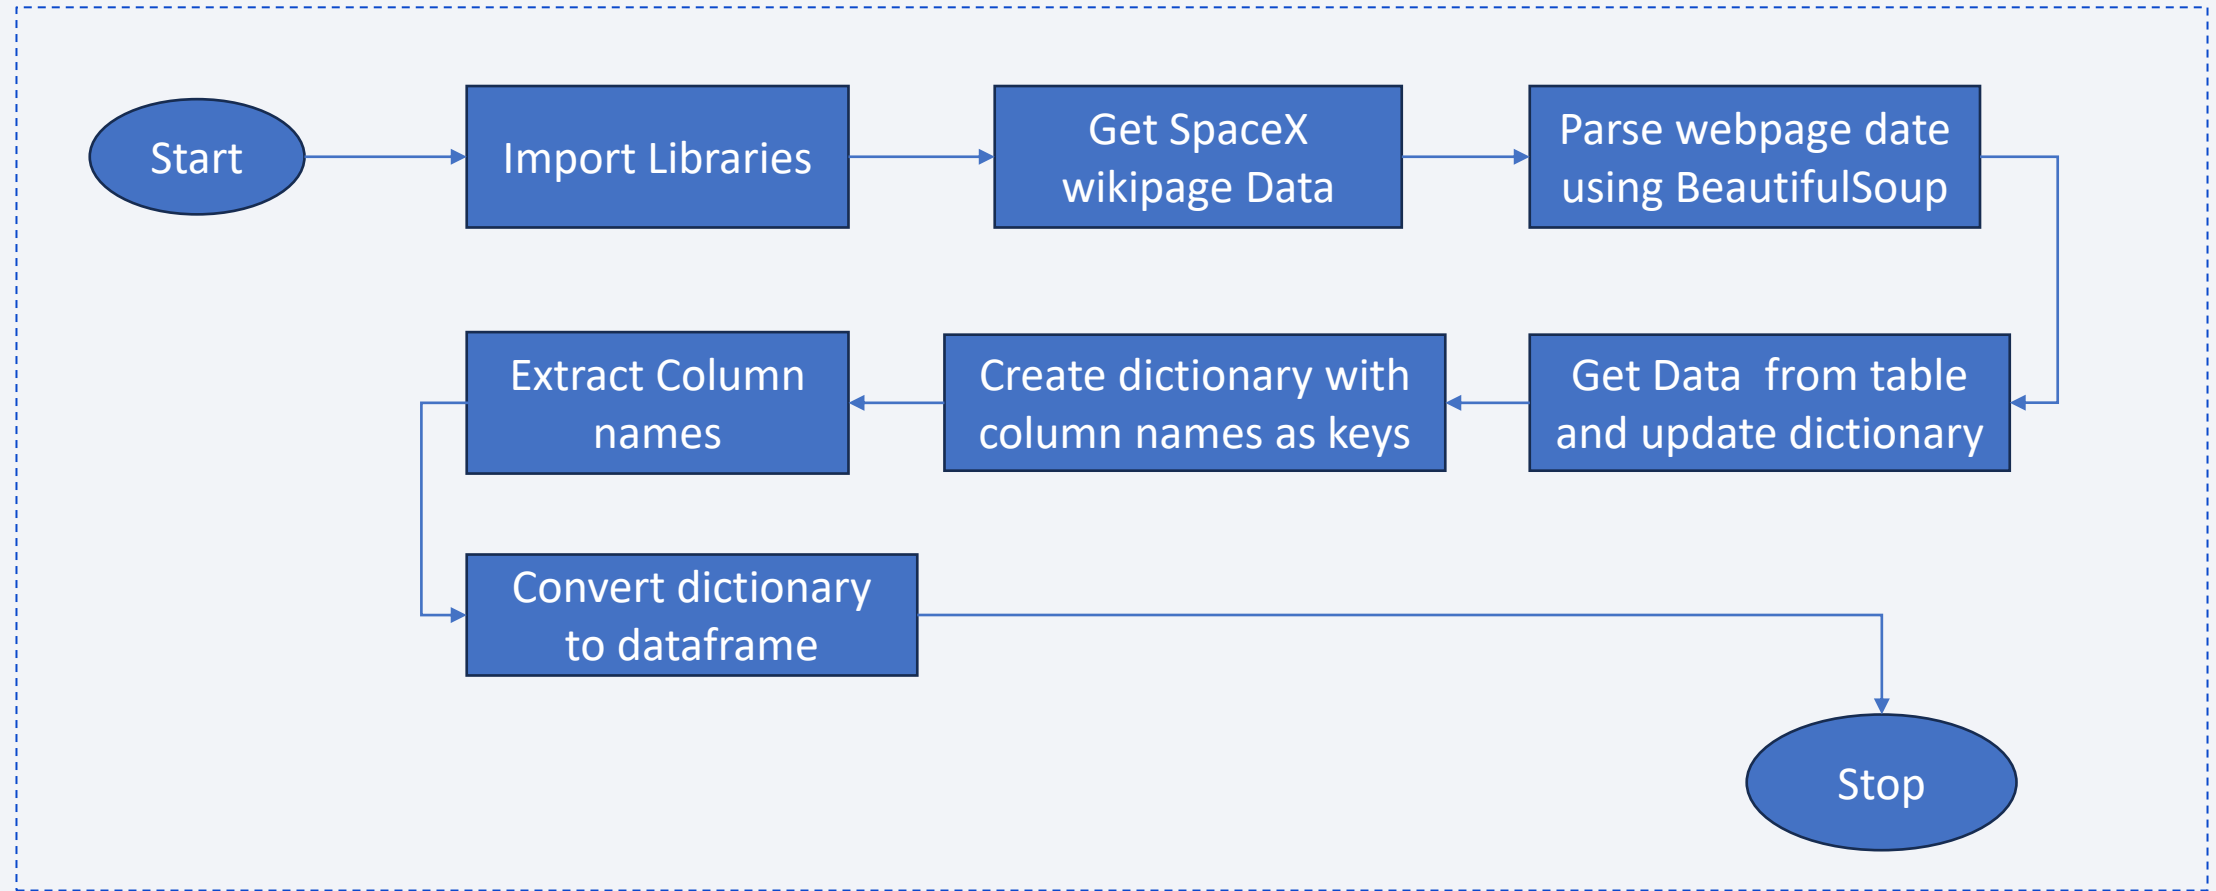 Start
Import Libraries
Get SpaceX
wikipage Data
Parse webpage date
using BeautifulSoup
Extract Column
names
Create dictionary with
column names as keys
Get Data  from table
and update dictionary
Convert dictionary
to dataframe
Stop